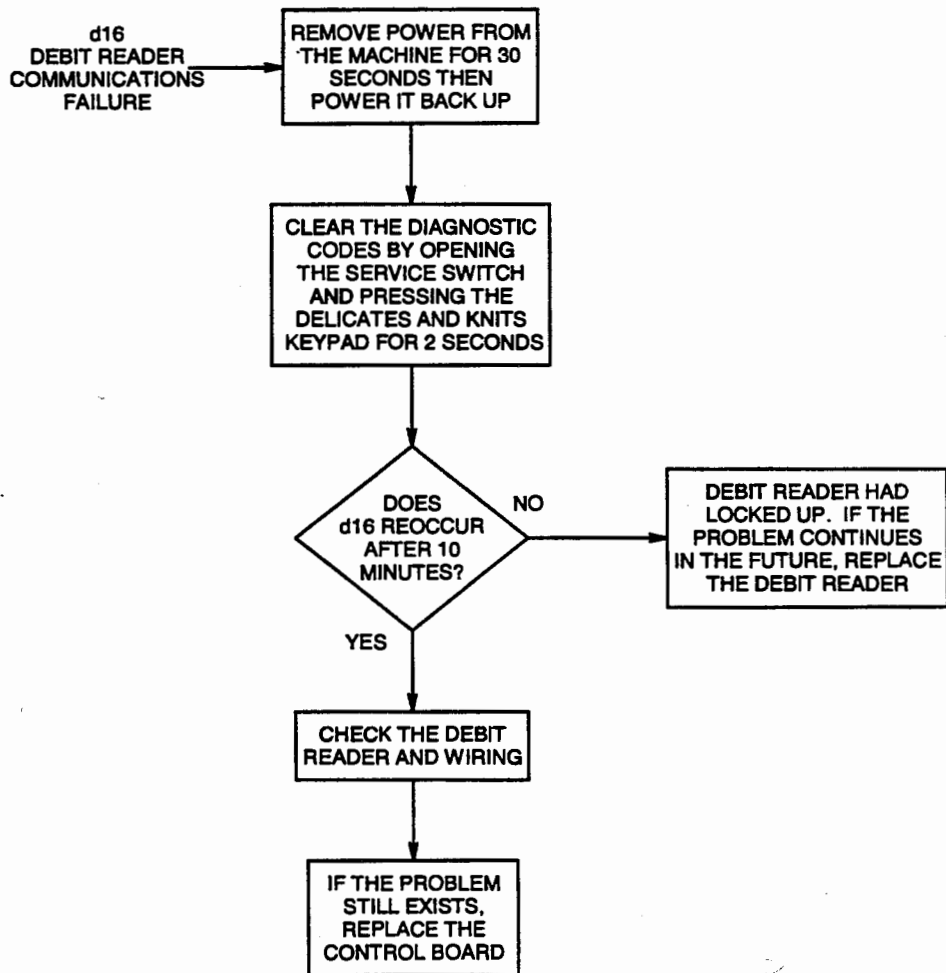 d16
DEBIT READER
COMMUNICATIONS
FAILURE
REMOVE POWER FROM
THE MACHINE FOR 30
SECONDS THEN
POWER IT BACK UP
CLEAR THE DIAGNOSTIC
CODES BY OPENING
THE SERVICE SWITCH
AND PRESSING THE
DELICATES AND KNITS
KEYPAD FOR 2 SECONDS
DOES
d16 REOCCUR
AFTER 10
MINUTES?
NO
DEBIT READER HAD
LOCKED UP. IF THE
PROBLEM CONTINUES
IN THE FUTURE, REPLACE
THE DEBIT READER
YES
CHECK THE DEBIT
READER AND WIRING
IF THE PROBLEM
STILL EXISTS,
REPLACE THE
CONTROL BOARD